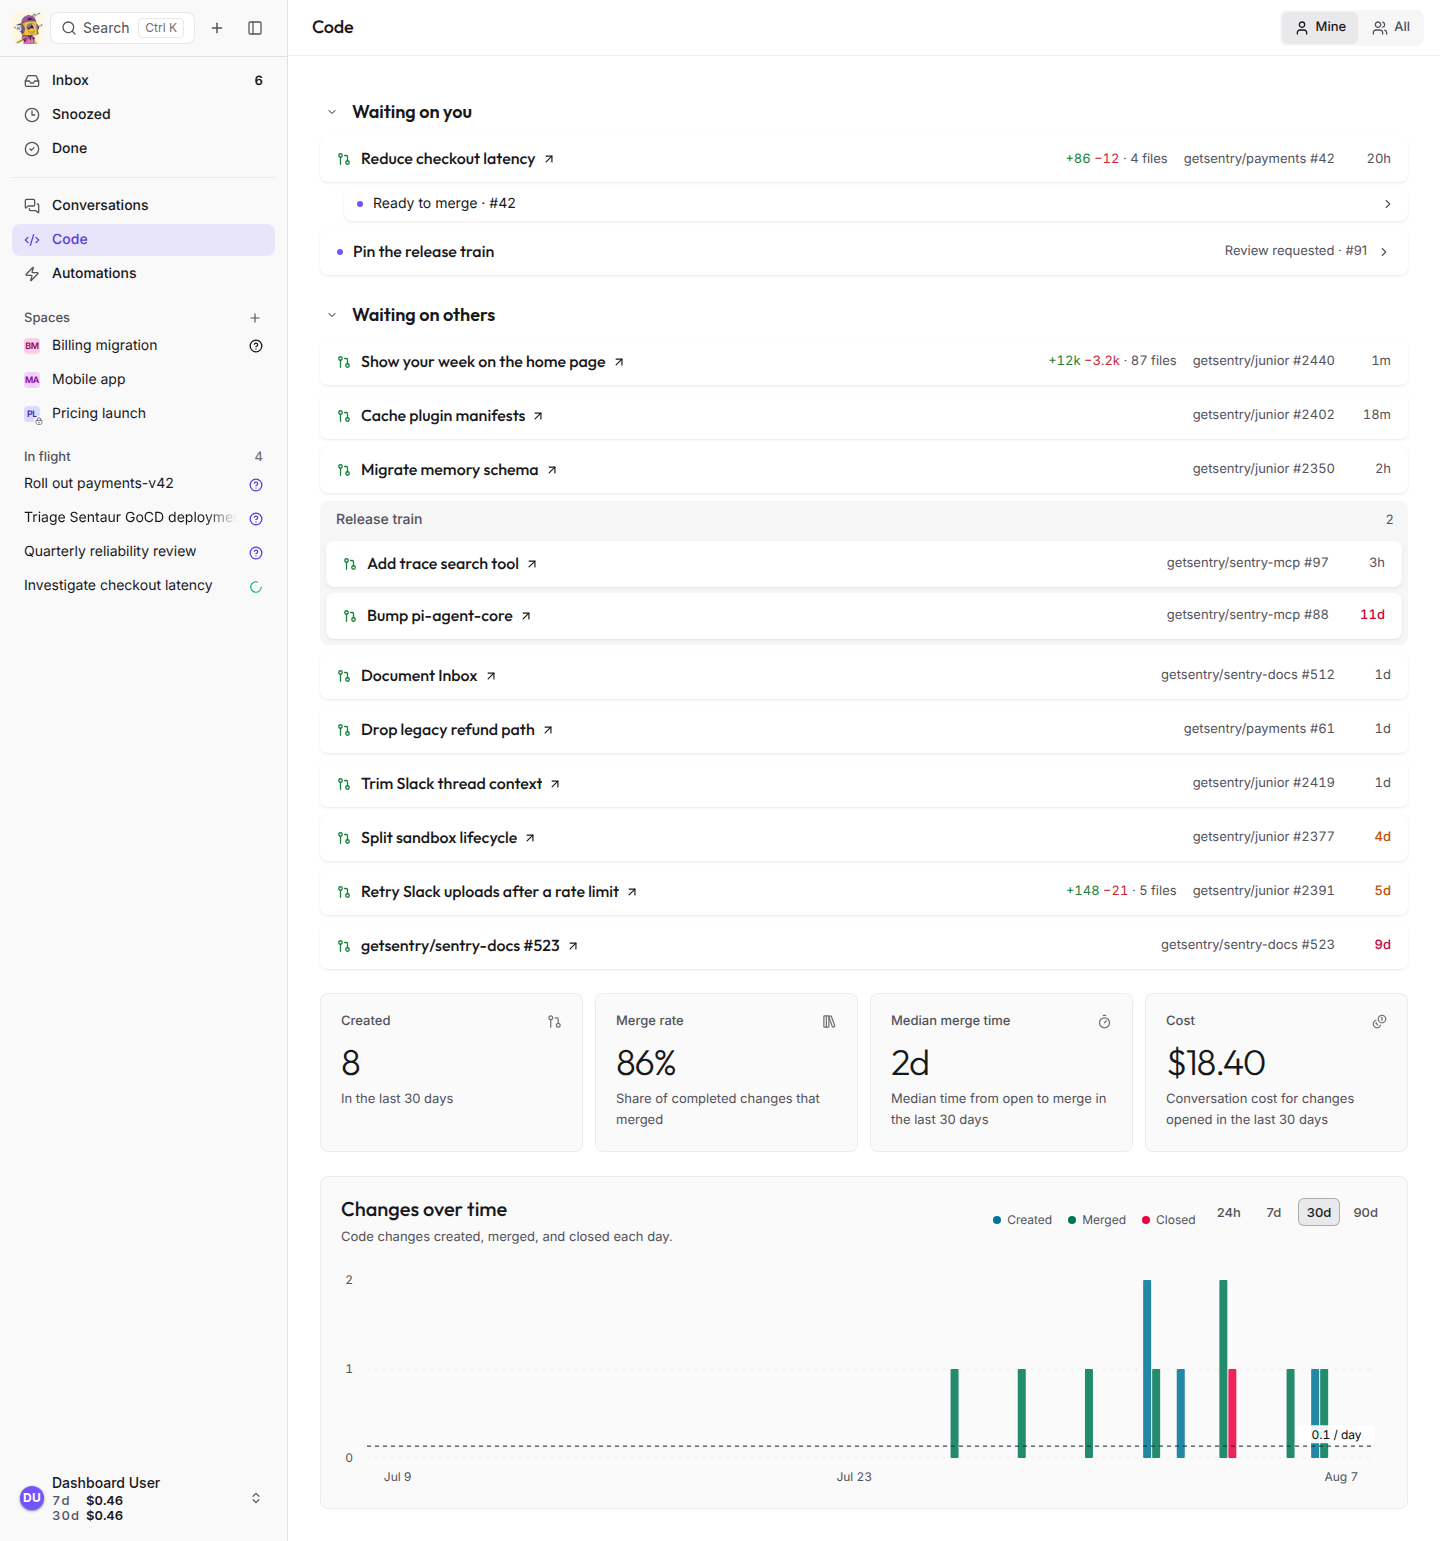 Search Ctrl K
Code
Mine
All
Inbox 6
Snoozed
Done
Conversations
Code
Automations
Spaces
BM Billing migration
MA Mobile app
PL Pricing launch
In flight 4
Roll out payments-v42
Triage Sentaur GoCD deployme
Quarterly reliability review
Investigate checkout latency
Dashboard User
DU
7d $0.46
30d $0.46
Waiting on you
Reduce checkout latency +86 −12 · 4 files getsentry/payments #42 20h
Ready to merge · #42
Pin the release train Review requested · #91
Waiting on others
Show your week on the home page +12k −3.2k · 87 files getsentry/junior #2440 1m
Cache plugin manifests getsentry/junior #2402 18m
Migrate memory schema getsentry/junior #2350 2h
Release train 2
Add trace search tool getsentry/sentry-mcp #97 3h
Bump pi-agent-core getsentry/sentry-mcp #88 11d
Document Inbox getsentry/sentry-docs #512 1d
Drop legacy refund path getsentry/payments #61 1d
Trim Slack thread context getsentry/junior #2419 1d
Split sandbox lifecycle getsentry/junior #2377 4d
Retry Slack uploads after a rate limit +148 −21 · 5 files getsentry/junior #2391 5d
getsentry/sentry-docs #523 getsentry/sentry-docs #523 9d
Created
8
In the last 30 days
Merge rate
86%
Share of completed changes that
merged
Median merge time
2d
Median time from open to merge in
the last 30 days
Cost
$18.40
Conversation cost for changes
opened in the last 30 days
Changes over time
Code changes created, merged, and closed each day.
Created Merged Closed
24h 7d 30d 90d
2
1
0
0.1 / day
Jul 9 Jul 23 Aug 7